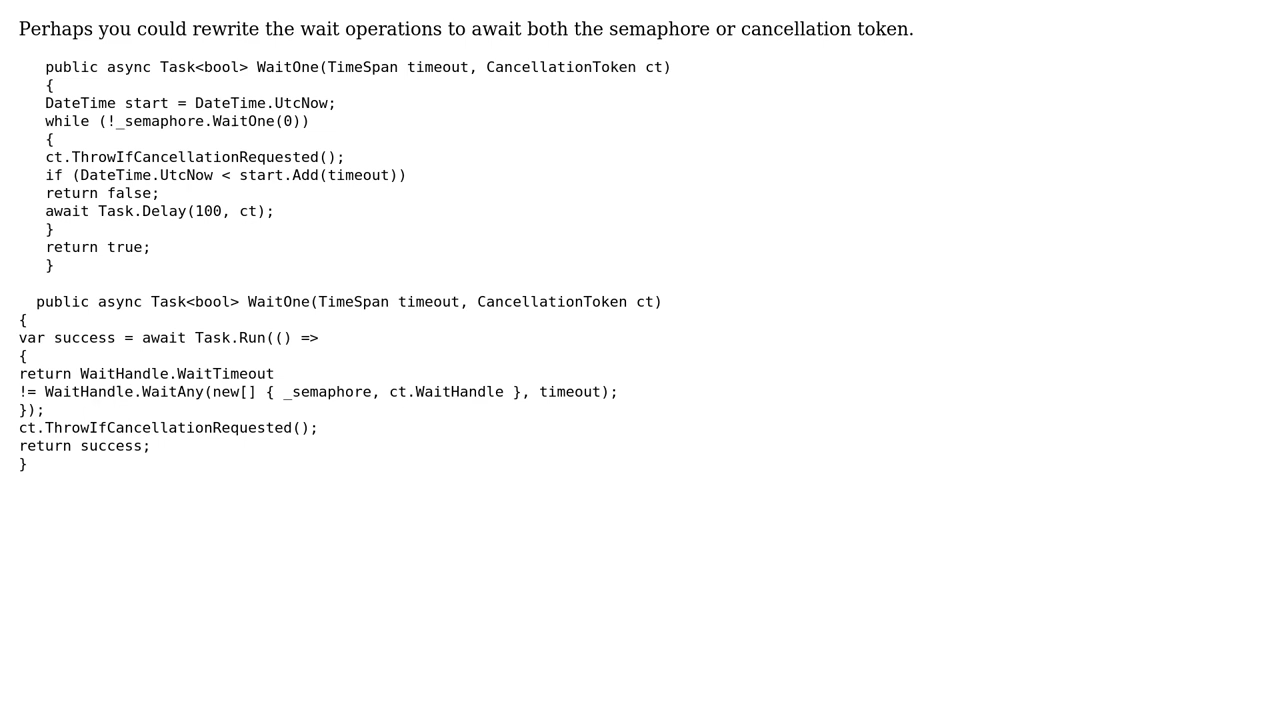 Perhaps you could rewrite the wait operations to await both the semaphore or cancellation token.
public async Task<bool> WaitOne(TimeSpan timeout, CancellationToken ct)
{
DateTime start = DateTime.UtcNow;
while (!_semaphore.WaitOne(0))
{
ct.ThrowIfCancellationRequested();
if (DateTime.UtcNow < start.Add(timeout))
return false;
await Task.Delay(100, ct);
}
return true;
}
public async Task<bool> WaitOne(TimeSpan timeout, CancellationToken ct)
{
var success = await Task.Run(() =>
{
return WaitHandle.WaitTimeout
!= WaitHandle.WaitAny(new[] { _semaphore, ct.WaitHandle }, timeout);
});
ct.ThrowIfCancellationRequested();
return success;
}